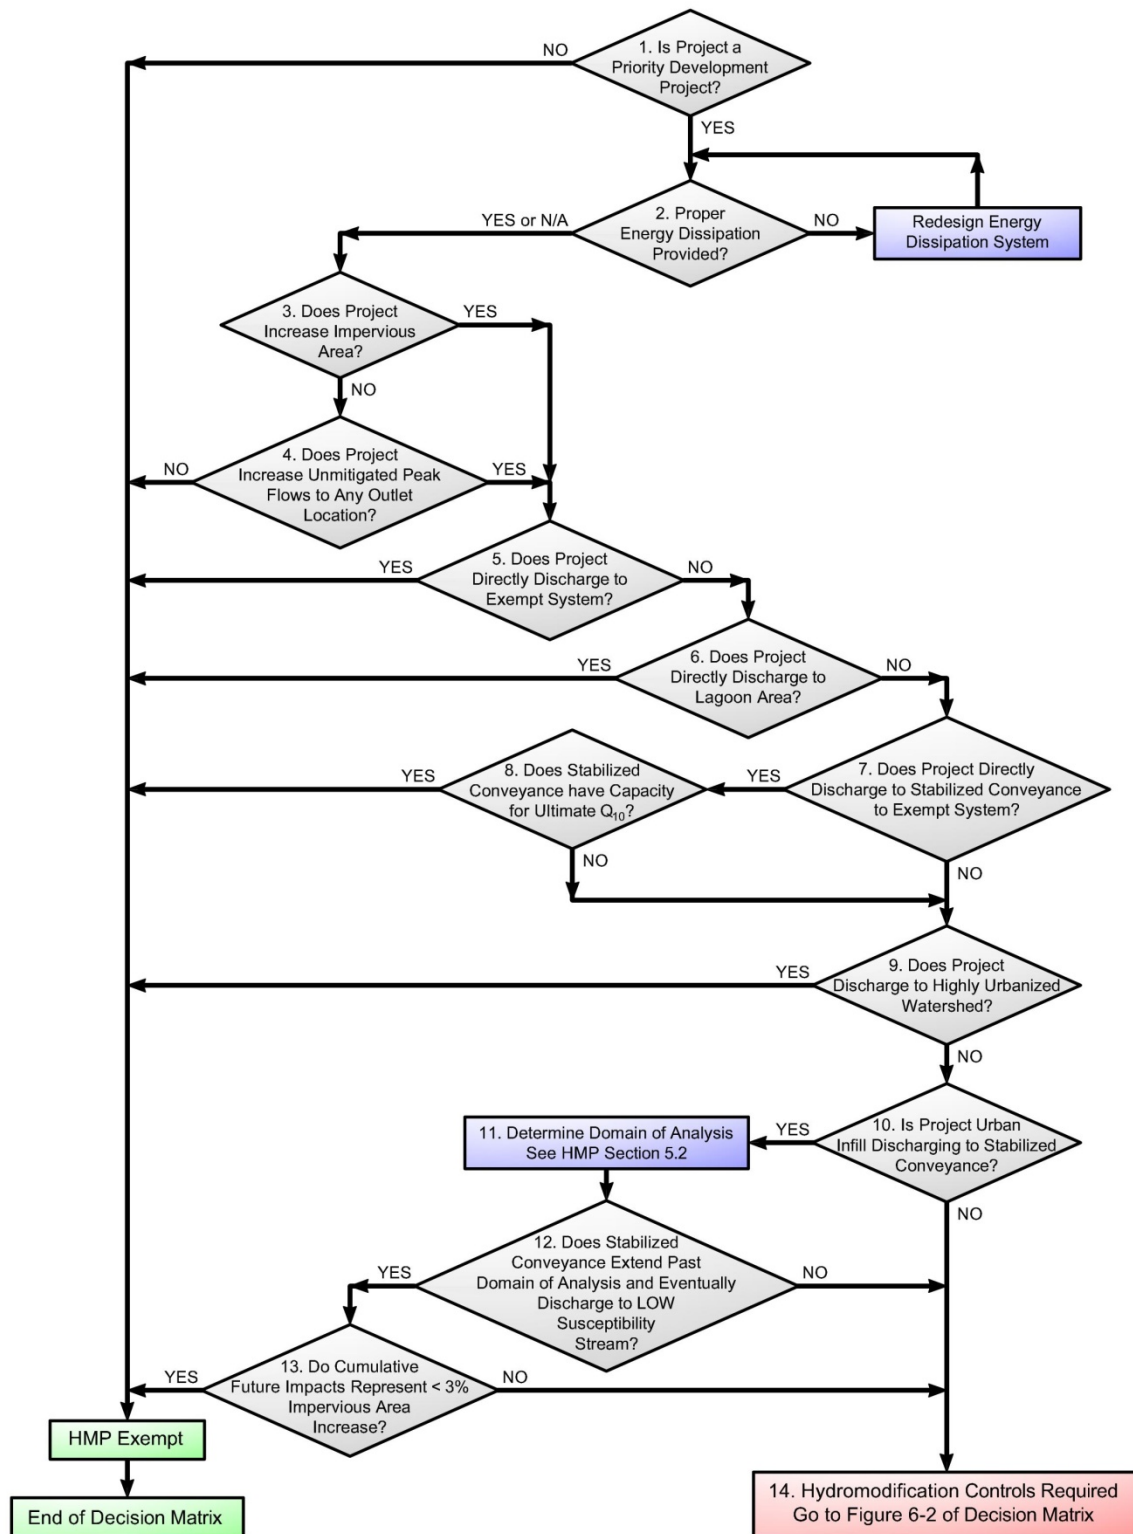 1. Is Project a
Priority Development
Project?
NO
YES
2. Proper
Energy Dissipation
Provided?
YES or N/A
NO
Redesign Energy
Dissipation System
3. Does Project
Increase Impervious
Area?
YES
NO
4. Does Project
Increase Unmitigated Peak
Flows to Any Outlet
Location?
NO
YES
5. Does Project
Directly Discharge to
Exempt System?
YES
NO
6. Does Project
Directly Discharge to
Lagoon Area?
YES
NO
7. Does Project Directly
Discharge to Stabilized Conveyance
to Exempt System?
YES
NO
8. Does Stabilized
Conveyance have Capacity
for Ultimate Q10?
YES
NO
9. Does Project
Discharge to Highly Urbanized
Watershed?
YES
NO
10. Is Project Urban
Infill Discharging to Stabilized
Conveyance?
YES
NO
11. Determine Domain of Analysis
See HMP Section 5.2
12. Does Stabilized
Conveyance Extend Past
Domain of Analysis and Eventually
Discharge to LOW
Susceptibility
Stream?
YES
NO
13. Do Cumulative
Future Impacts Represent < 3%
Impervious Area
Increase?
YES
NO
HMP Exempt
End of Decision Matrix
14. Hydromodification Controls Required
Go to Figure 6-2 of Decision Matrix